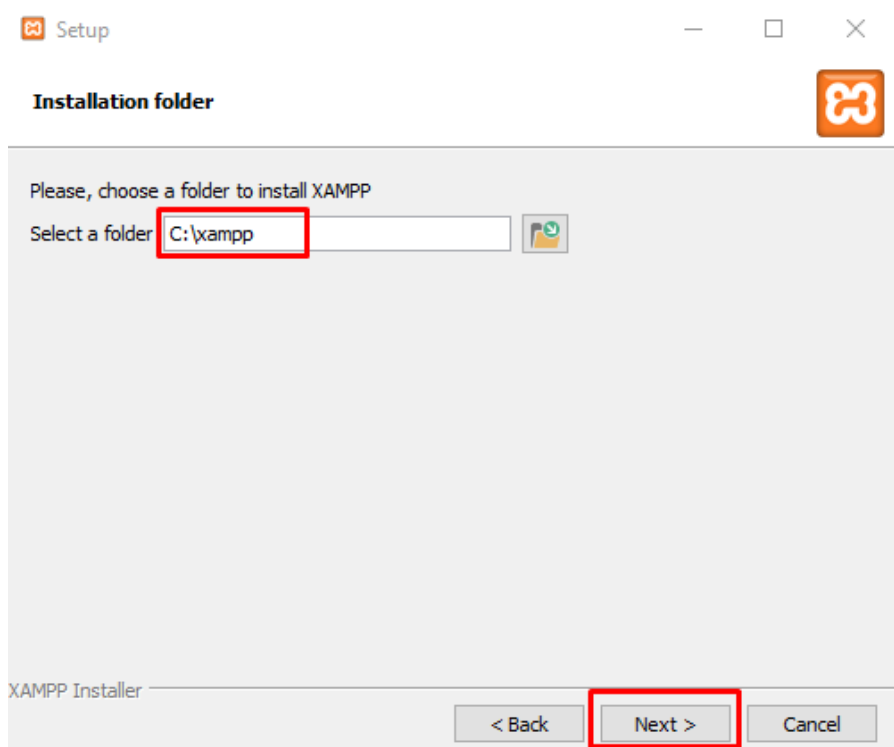 Setup
Installation folder
Please, choose a folder to install XAMPP
Select a folder C:\xampp
XAMPP Installer
< Back Next > Cancel